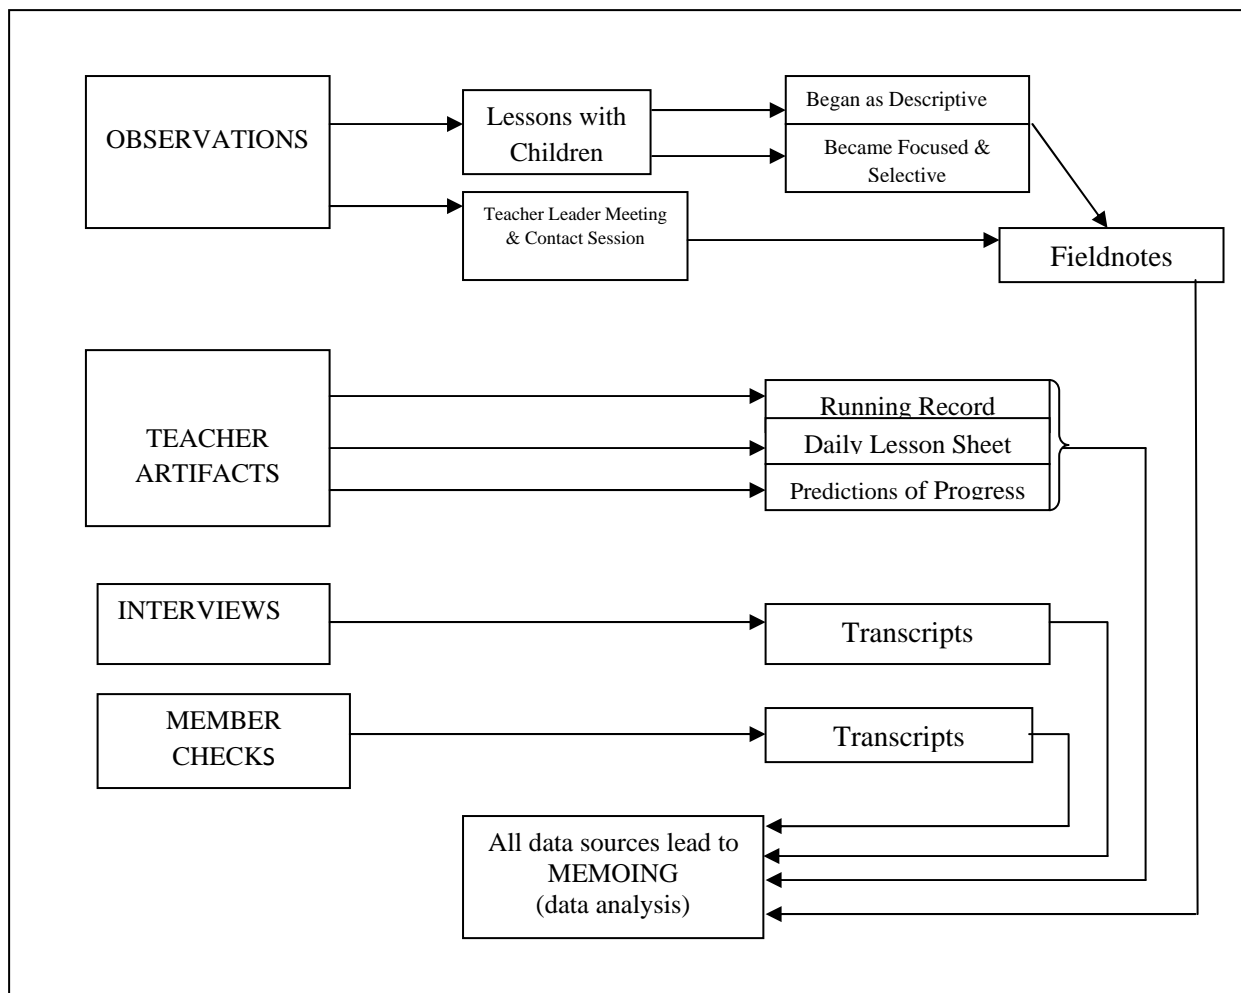 OBSERVATIONS
Lessons with
Children
Began as Descriptive
Became Focused &
Selective
Teacher Leader Meeting
& Contact Session
Fieldnotes
TEACHER
ARTIFACTS
Running Record
Daily Lesson Sheet
Predictions of Progress
INTERVIEWS
Transcripts
MEMBER
CHECKS
Transcripts
All data sources lead to
MEMOING
(data analysis)